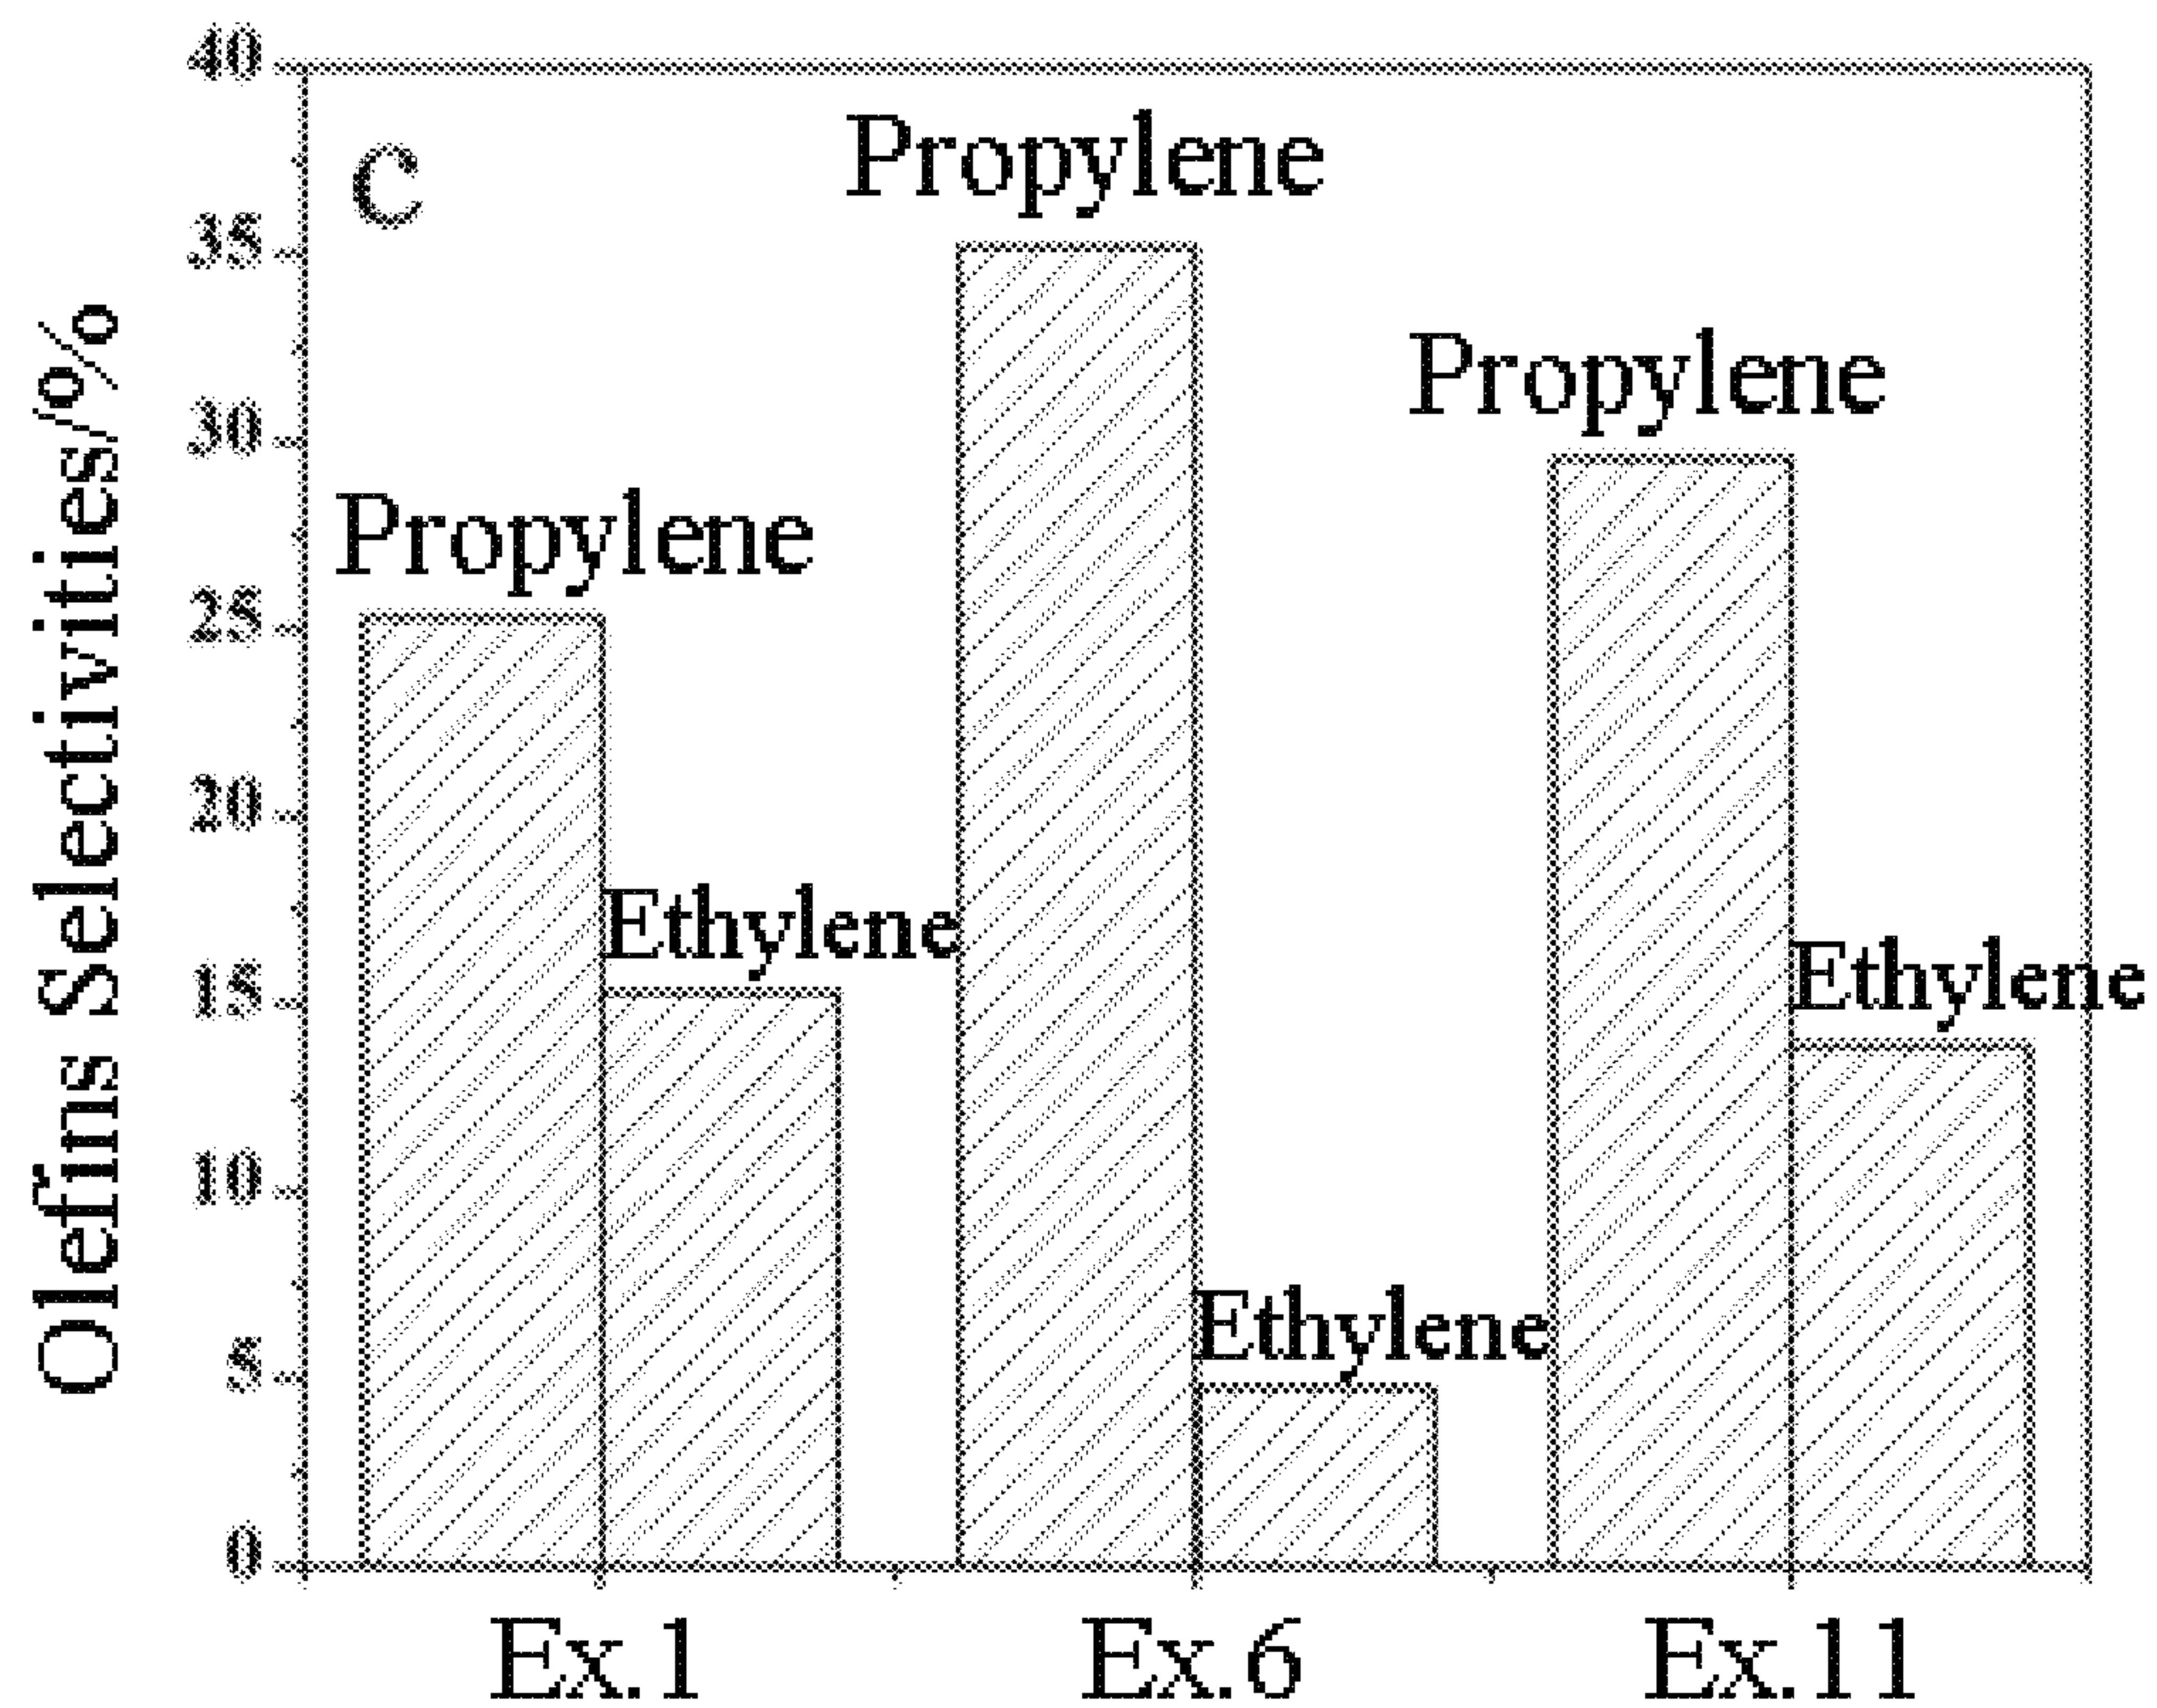 Olefins Selectivities/%
40
35
30
25
20
15
10
5
0
C
Propylene
Propylene
Propylene
Ethylene
Ethylene
Ethylene
Ex.1 Ex.6 Ex.11